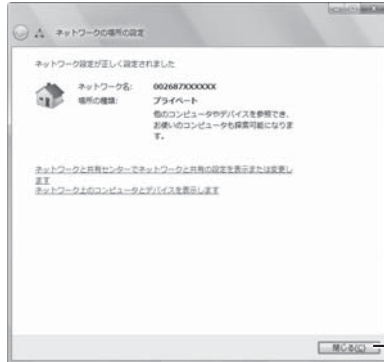 ネットワークの場所の設定
ネットワーク設定が正しく設定されました
ネットワーク名: 002687XXXXXX
場所の種類: プライベート
他のコンピュータやデバイスを参照でき、
お使いのコンピュータも探索可能になりま
す。
ネットワークと共有センターでネットワークと共有の設定を表示または変更し
ます
ネットワーク上のコンピュータとデバイスを表示します
閉じる(C)